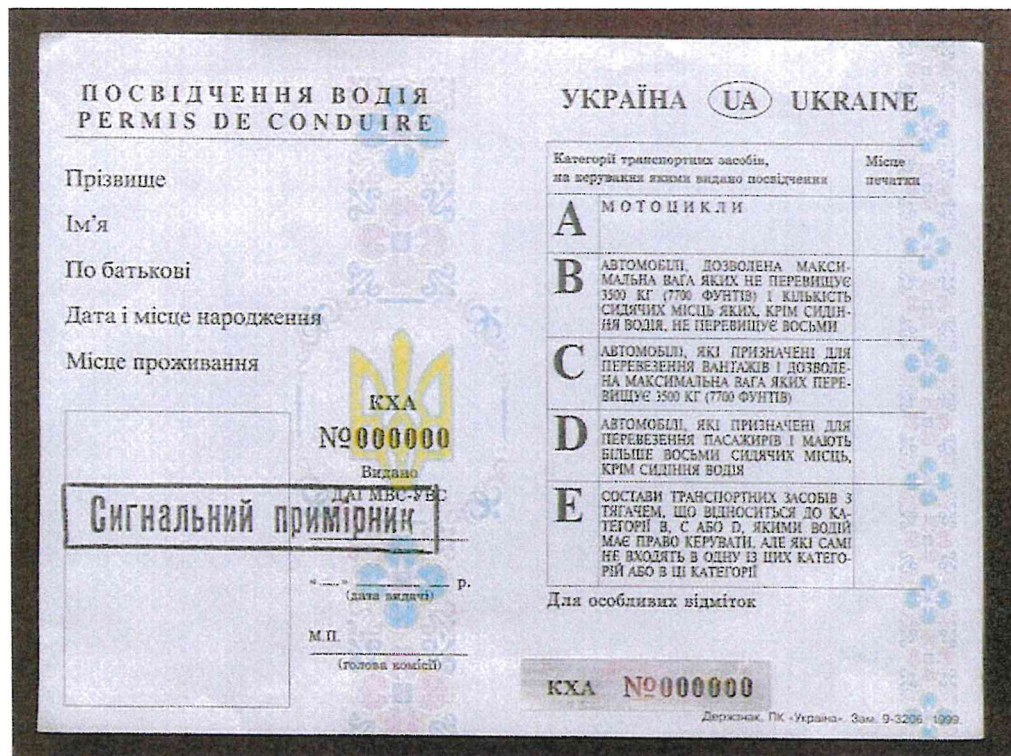 ПОСВІДЧЕННЯ ВОДІЯ
PERMIS DE CONDUIRE
Прізвище
Ім'я
По батькові
Дата і місце народження
Місце проживання
КХА
№000000
Видано
ДАІ МВС-УВС
Сигнальний примірник
«__» ________ р.
(дата видачі)
М.П.
(голова комісії)
УКРАЇНА UA UKRAINE
Категорії транспортних засобів,
на керування якими видано посвідчення
Місце
печатки
A МОТОЦИКЛИ
B АВТОМОБІЛІ, ДОЗВОЛЕНА МАКСИ-
МАЛЬНА ВАГА ЯКИХ НЕ ПЕРЕВИЩУЄ
3500 КГ (7700 ФУНТІВ) І КІЛЬКІСТЬ
СИДЯЧИХ МІСЦЬ ЯКИХ, КРІМ СИДІН-
НЯ ВОДІЯ, НЕ ПЕРЕВИЩУЄ ВОСЬМИ
C АВТОМОБІЛІ, ЯКІ ПРИЗНАЧЕНІ ДЛЯ
ПЕРЕВЕЗЕННЯ ВАНТАЖІВ І ДОЗВОЛЕ-
НА МАКСИМАЛЬНА ВАГА ЯКИХ ПЕРЕ-
ВИЩУЄ 3500 КГ (7700 ФУНТІВ)
D АВТОМОБІЛІ, ЯКІ ПРИЗНАЧЕНІ ДЛЯ
ПЕРЕВЕЗЕННЯ ПАСАЖИРІВ І МАЮТЬ
БІЛЬШЕ ВОСЬМИ СИДЯЧИХ МІСЦЬ,
КРІМ СИДІННЯ ВОДІЯ
E СОСТАВИ ТРАНСПОРТНИХ ЗАСОБІВ З
ТЯГАЧЕМ, ЩО ВІДНОСИТЬСЯ ДО КА-
ТЕГОРІЇ B, C АБО D, ЯКИМИ ВОДІЙ
МАЄ ПРАВО КЕРУВАТИ, АЛЕ ЯКІ САМІ
НЕ ВХОДЯТЬ В ОДНУ ІЗ ЦИХ КАТЕГО-
РІЙ АБО В ЦІ КАТЕГОРІЇ
Для особливих відміток
КХА №000000
Держзнак. ПК «Україна». Зам. 9-3206. 1999.